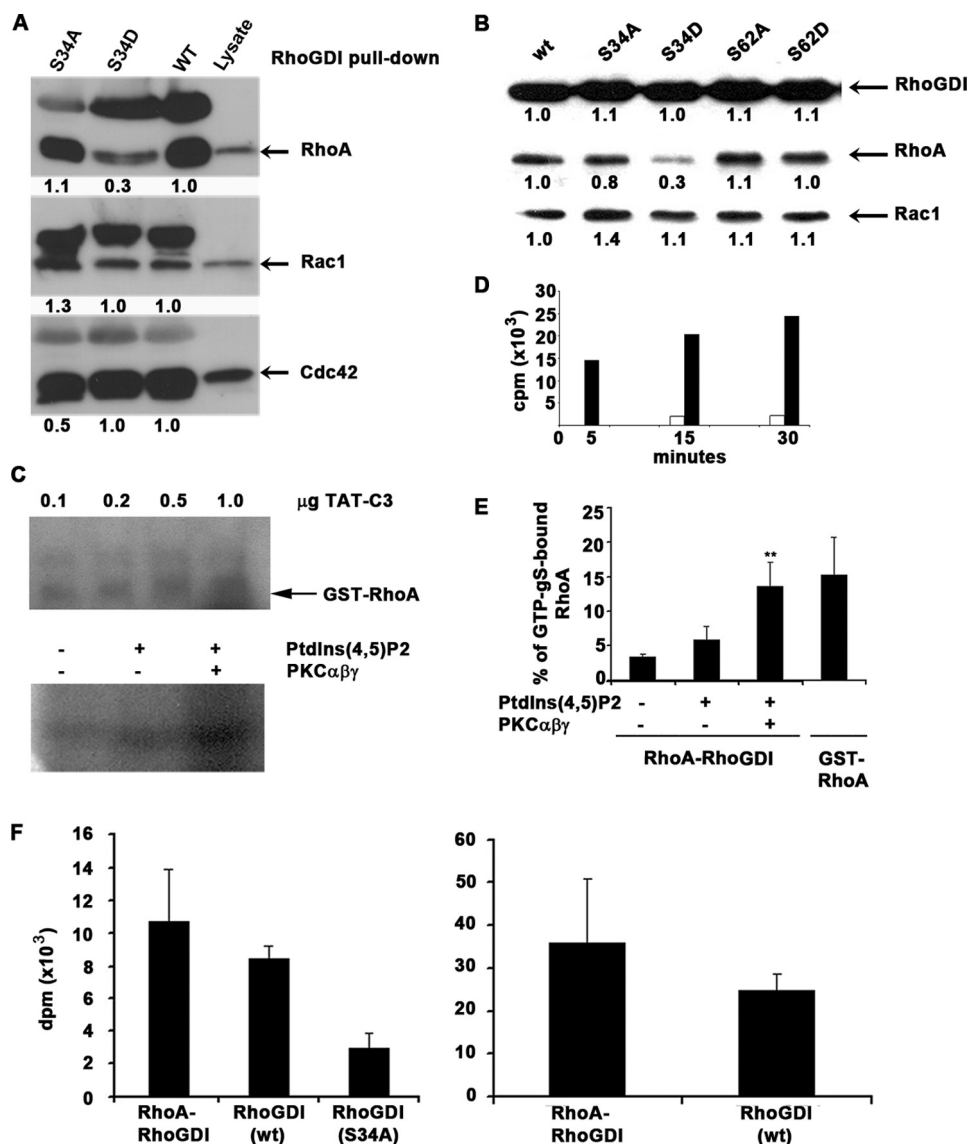 A
S34A S34D WT Lysate
RhoGDI pull-down
RhoA
1.1 0.3 1.0
Rac1
1.3 1.0 1.0
Cdc42
0.5 1.0 1.0
B
wt S34A S34D S62A S62D
RhoGDI
1.0 1.1 1.0 1.1 1.1
RhoA
1.0 0.8 0.3 1.1 1.0
Rac1
1.0 1.4 1.1 1.1 1.1
C
0.1 0.2 0.5 1.0 μg TAT-C3
GST-RhoA
- + + PtdIns(4,5)P2
- - + PKCαβγ
D
cpm (x10³)
30
25
20
15
10
5
0 5 15 30
minutes
E
% of GTP-gS-bound
RhoA
25
20
15
10
5
0
**
PtdIns(4,5)P2 - + +
PKCαβγ - - +
RhoA-RhoGDI GST-
RhoA
F
dpm (x10³)
16
14
12
10
8
6
4
2
0
RhoA- RhoGDI RhoGDI
RhoGDI (wt) (S34A)
60
50
40
30
20
10
0
RhoA- RhoGDI
RhoGDI (wt)